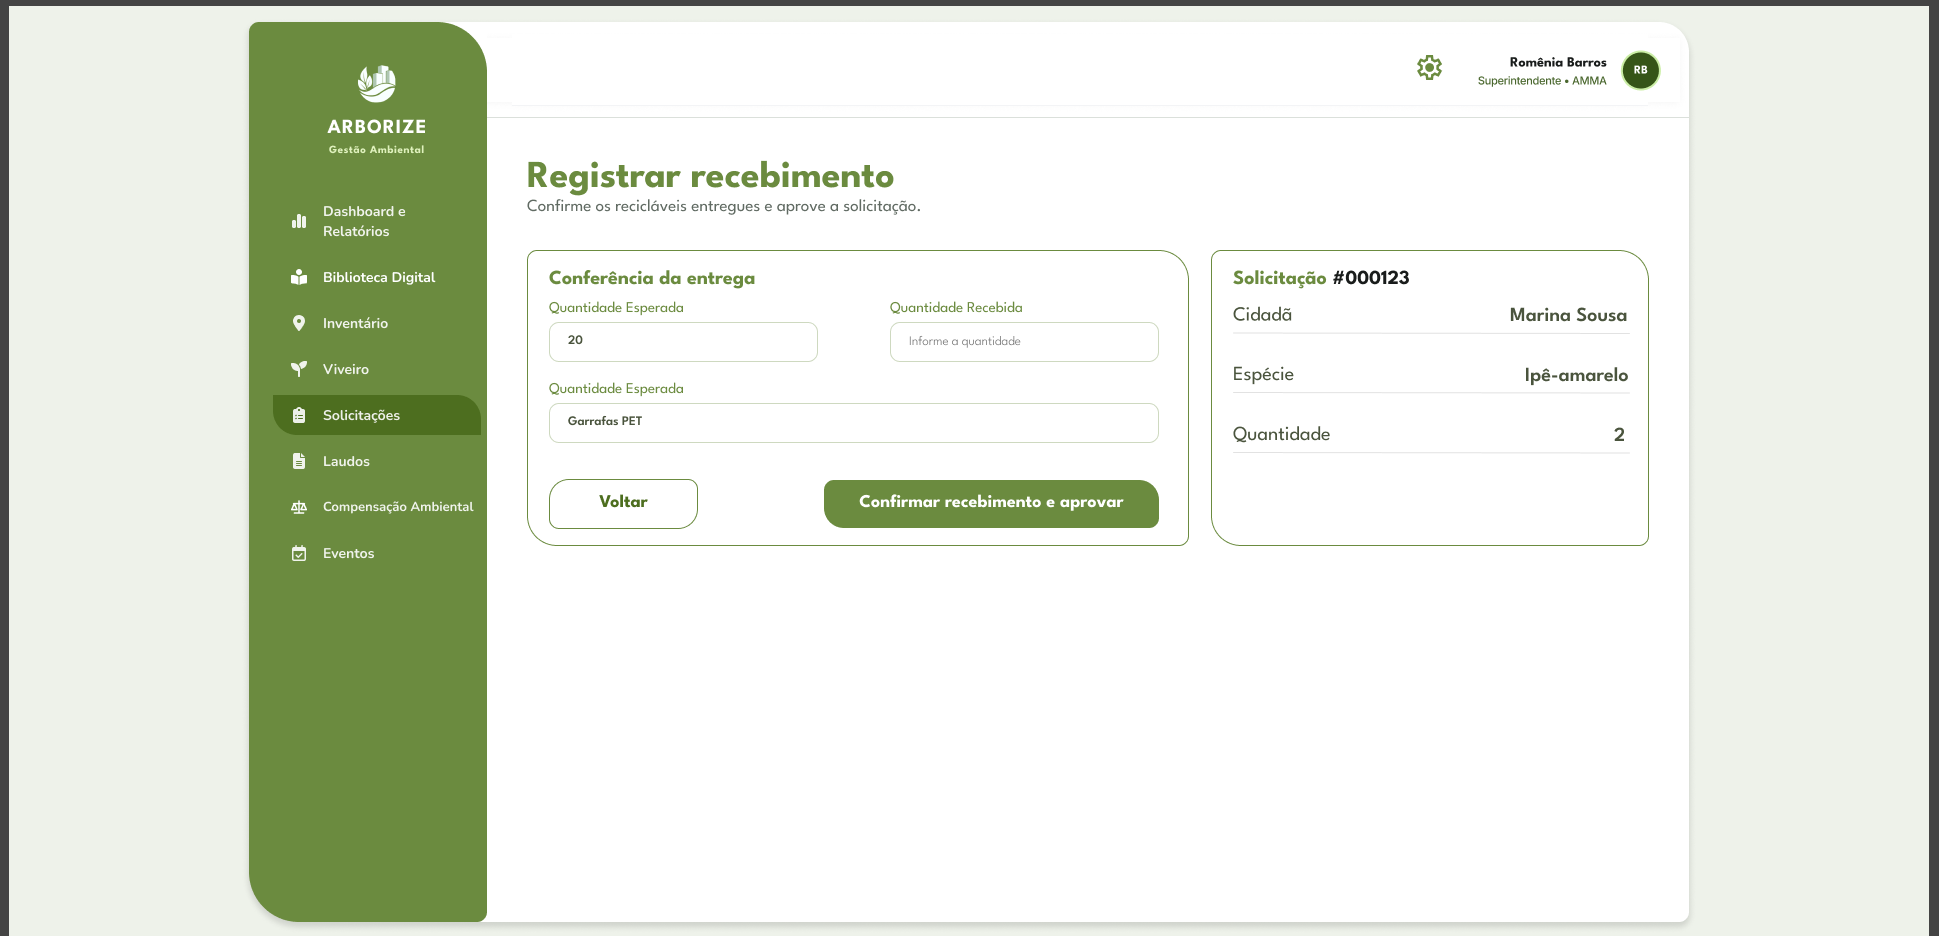 ARBORIZE
Gestão Ambiental
Dashboard e
Relatórios
Biblioteca Digital
Inventário
Viveiro
Solicitações
Laudos
Compensação Ambiental
Eventos
Romênia Barros
Superintendente • AMMA
RB
Registrar recebimento
Confirme os recicláveis entregues e aprove a solicitação.
Conferência da entrega
Quantidade Esperada
Quantidade Recebida
20
Informe a quantidade
Quantidade Esperada
Garrafas PET
Voltar
Confirmar recebimento e aprovar
Solicitação #000123
Cidadã Marina Sousa
Espécie Ipê-amarelo
Quantidade 2